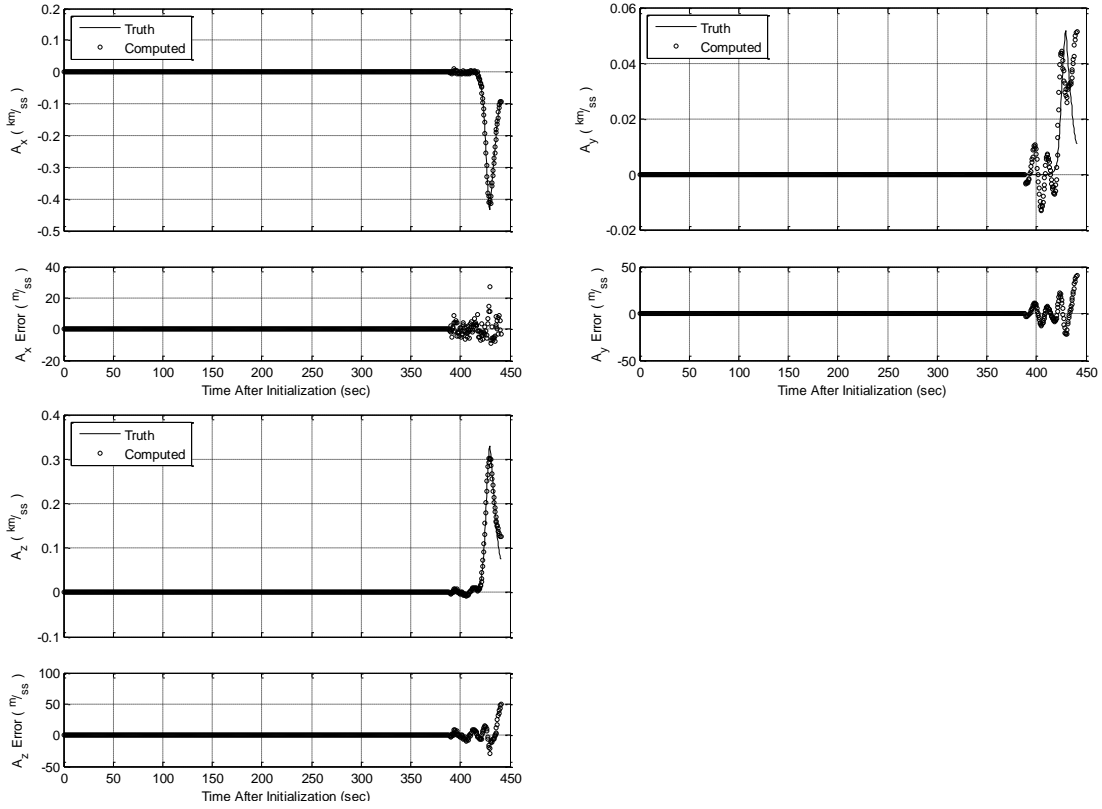 0.2
0.1
0
-0.1
-0.2
-0.3
-0.4
-0.5
A_x ( km/ss )
Truth
Computed
40
20
0
-20
A_x Error ( m/ss )
0 50 100 150 200 250 300 350 400 450
Time After Initialization (sec)
0.06
0.04
0.02
0
-0.02
A_y ( km/ss )
Truth
Computed
50
0
-50
A_y Error ( m/ss )
0 50 100 150 200 250 300 350 400 450
Time After Initialization (sec)
0.4
0.3
0.2
0.1
0
-0.1
A_z ( km/ss )
Truth
Computed
100
50
0
-50
A_z Error ( m/ss )
0 50 100 150 200 250 300 350 400 450
Time After Initialization (sec)